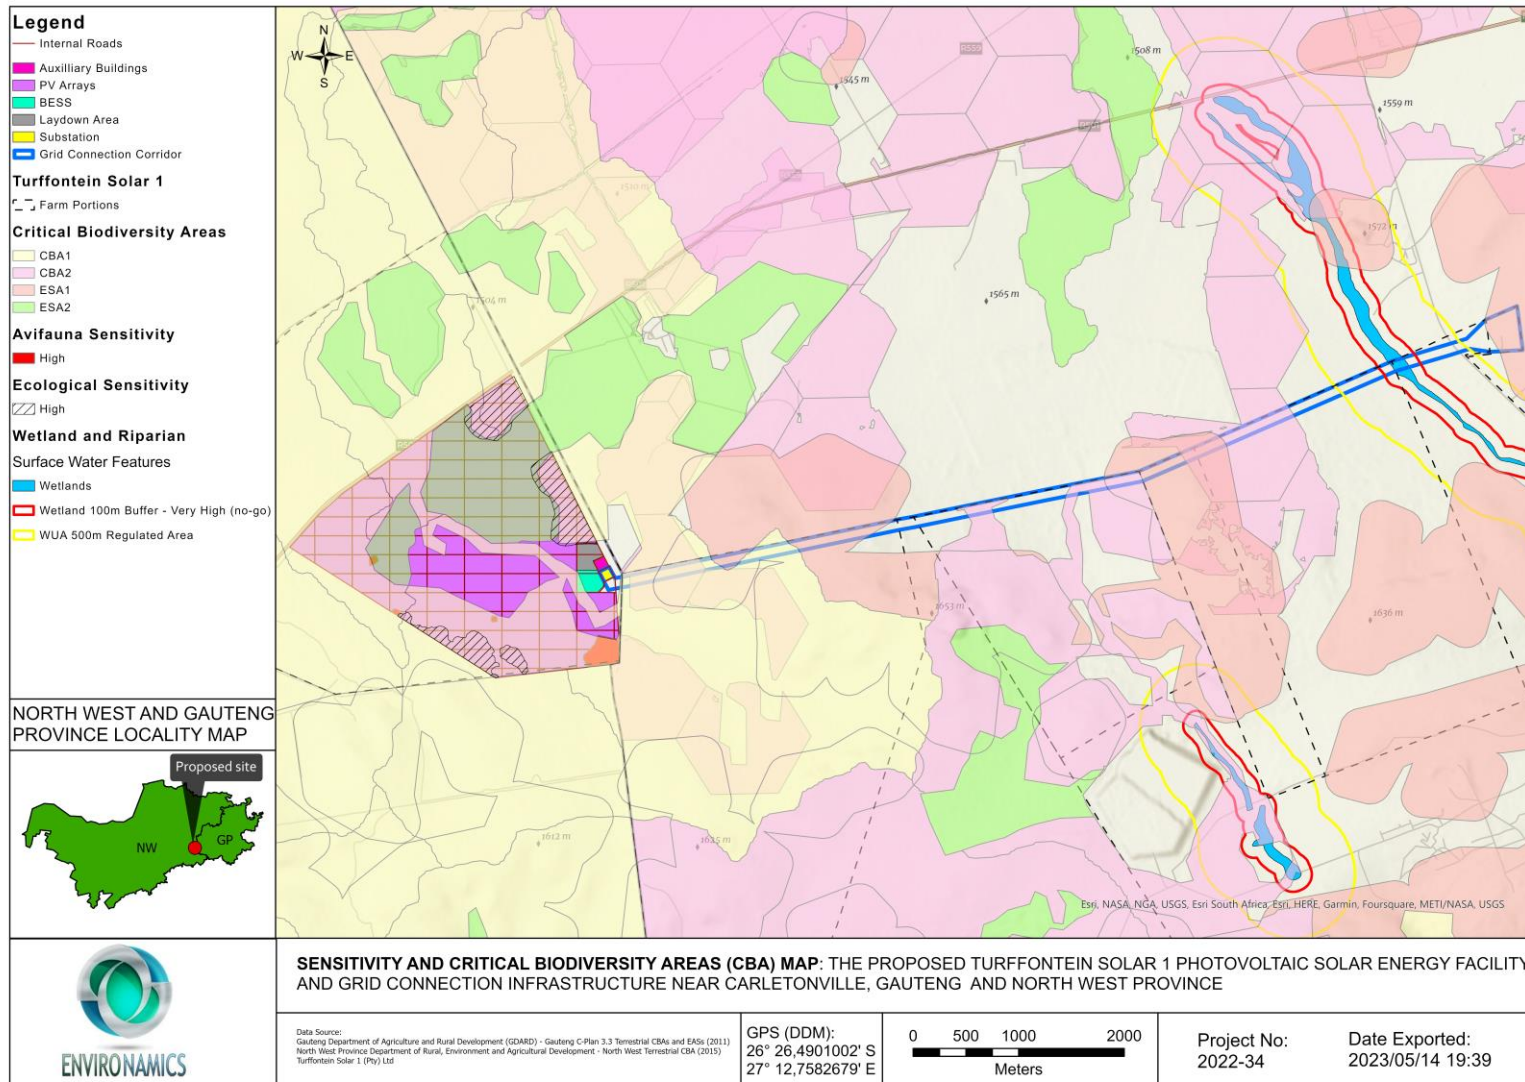 Legend
Internal Roads
Auxilliary Buildings
PV Arrays
BESS
Laydown Area
Substation
Grid Connection Corridor
Turffontein Solar 1
Farm Portions
Critical Biodiversity Areas
CBA1
CBA2
ESA1
ESA2
Avifauna Sensitivity
High
Ecological Sensitivity
High
Wetland and Riparian
Surface Water Features
Wetlands
Wetland 100m Buffer - Very High (no-go)
WUA 500m Regulated Area
NORTH WEST AND GAUTENG
PROVINCE LOCALITY MAP
Proposed site
NW
GP
N
W
E
S
1545 m
R559
1508 m
1559 m
1510 m
1572 m
1504 m
1565 m
1653 m
1636 m
1612 m
1625 m
Esri, NASA, NGA, USGS, Esri South Africa, Esri, HERE, Garmin, Foursquare, METI/NASA, USGS
ENVIRONAMICS
SENSITIVITY AND CRITICAL BIODIVERSITY AREAS (CBA) MAP: THE PROPOSED TURFFONTEIN SOLAR 1 PHOTOVOLTAIC SOLAR ENERGY FACILITY
AND GRID CONNECTION INFRASTRUCTURE NEAR CARLETONVILLE, GAUTENG AND NORTH WEST PROVINCE
Data Source:
Gauteng Department of Agriculture and Rural Development (GDARD) - Gauteng C-Plan 3.3 Terrestrial CBAs and EASs (2011)
North West Province Department of Rural, Environment and Agricultural Development - North West Terrestrial CBA (2015)
Turffontein Solar 1 (Pty) Ltd
GPS (DDM):
26° 26,4901002' S
27° 12,7582679' E
0 500 1000 2000
Meters
Project No:
2022-34
Date Exported:
2023/05/14 19:39